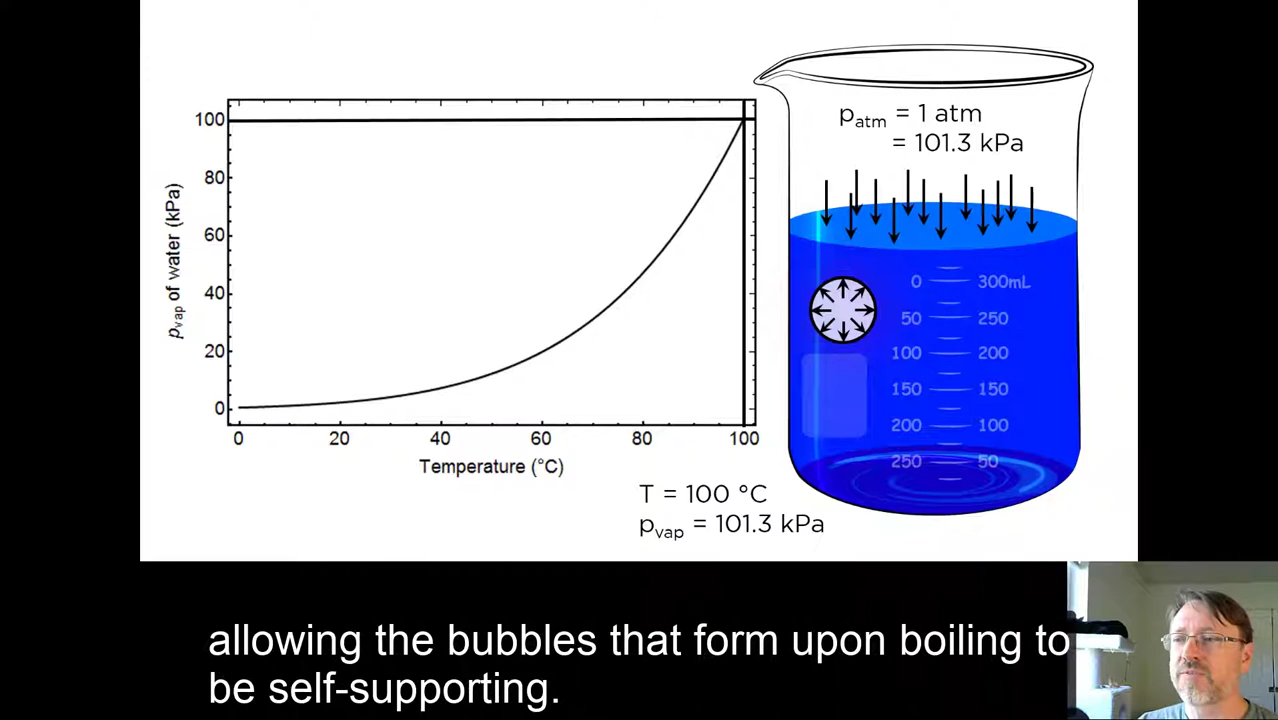 100
80
60
40
20
0
p_vap of water (kPa)
0 20 40 60 80 100
Temperature (°C)
p_atm = 1 atm
= 101.3 kPa
0 300mL
50 250
100 200
150 150
200 100
250 50
T = 100 °C
p_vap = 101.3 kPa
allowing the bubbles that form upon boiling to
be self-supporting.